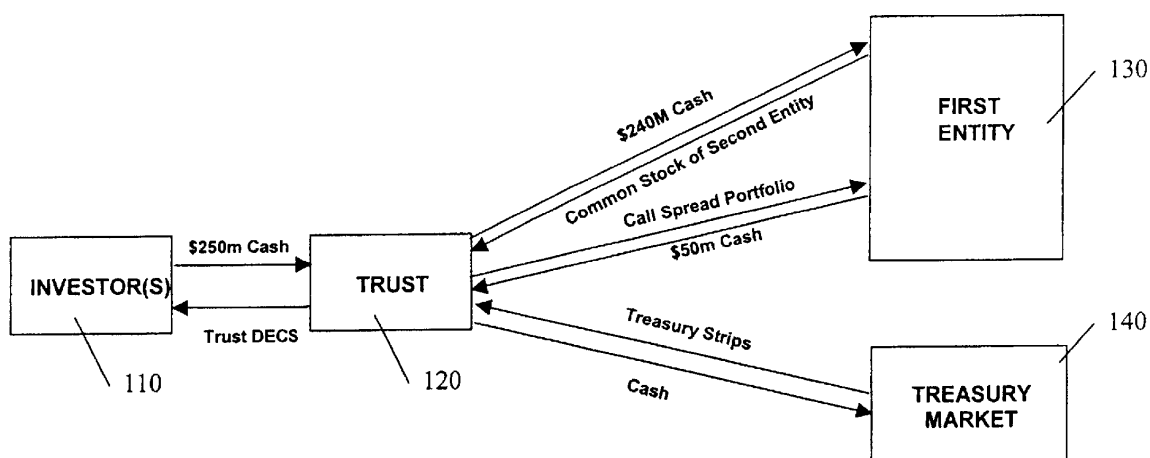 INVESTOR(S)
110
$250m Cash
Trust DECS
TRUST
120
$240M Cash
Common Stock of Second Entity
Call Spread Portfolio
$50m Cash
Treasury Strips
Cash
FIRST
ENTITY
130
TREASURY
MARKET
140